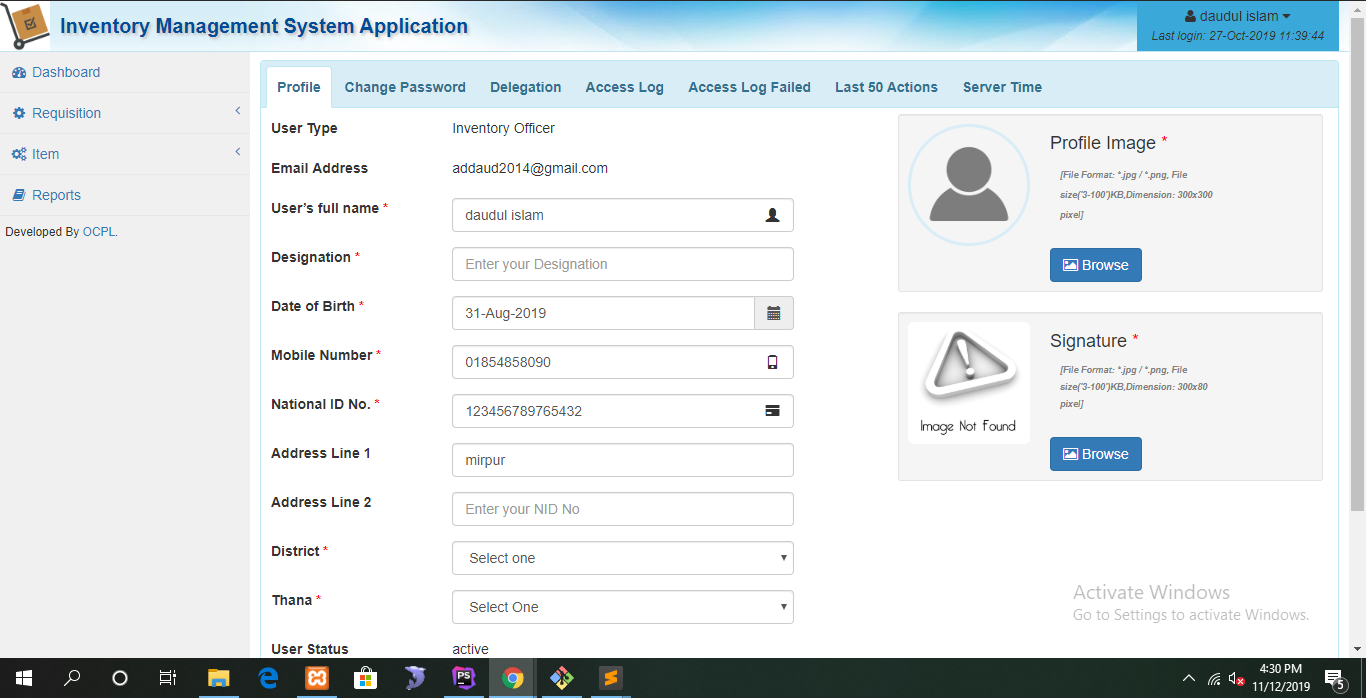 Inventory Management System Application
daudul islam
Last login: 27-Oct-2019 11:39:44
Dashboard
Requisition
Item
Reports
Developed By OCPL.
Profile Change Password Delegation Access Log Access Log Failed Last 50 Actions Server Time
User Type Inventory Officer
Email Address addaud2014@gmail.com
User's full name * daudul islam
Designation * Enter your Designation
Date of Birth * 31-Aug-2019
Mobile Number * 01854858090
National ID No. * 123456789765432
Address Line 1 mirpur
Address Line 2 Enter your NID No
District * Select one
Thana * Select One
User Status active
Profile Image *
[File Format: *.jpg / *.png, File
size('3-100')KB,Dimension: 300x300
pixel]
Browse
Image Not Found
Signature *
[File Format: *.jpg / *.png, File
size('3-100')KB,Dimension: 300x80
pixel]
Browse
Activate Windows
Go to Settings to activate Windows.
PS
4:30 PM
11/12/2019
5